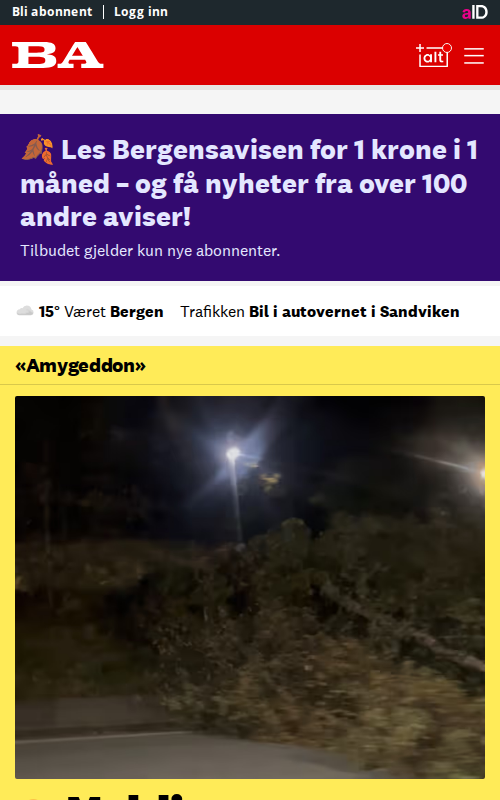 Bli abonnent | Logg inn
aID
BA
+alt
🍂 Les Bergensavisen for 1 krone i 1
måned – og få nyheter fra over 100
andre aviser!
Tilbudet gjelder kun nye abonnenter.
15° Været Bergen Trafikken Bil i autovernet i Sandviken
«Amygeddon»